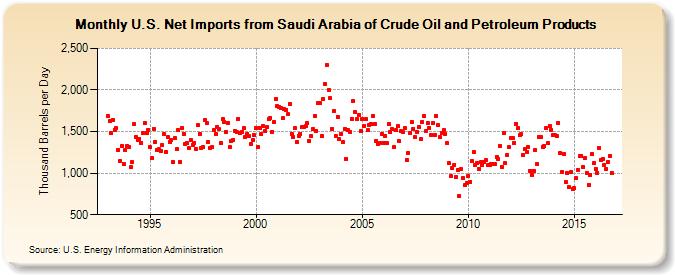 Monthly U.S. Net Imports from Saudi Arabia of Crude Oil and Petroleum Products
Thousand Barrels per Day
2,500
2,000
1,500
1,000
500
1995 2000 2005 2010 2015
Source: U.S. Energy Information Administration